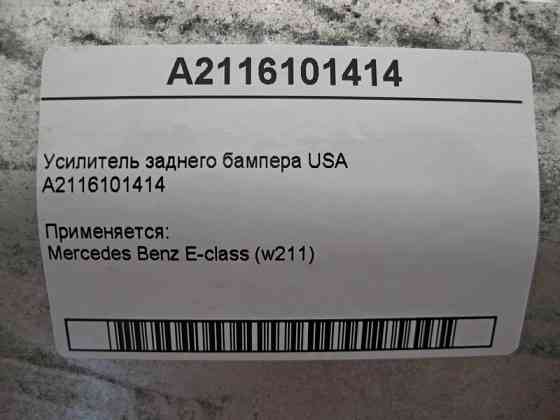 A2116101414
Усилитель заднего бампера USA
A2116101414
Применяется:
Mercedes Benz E-class (w211)